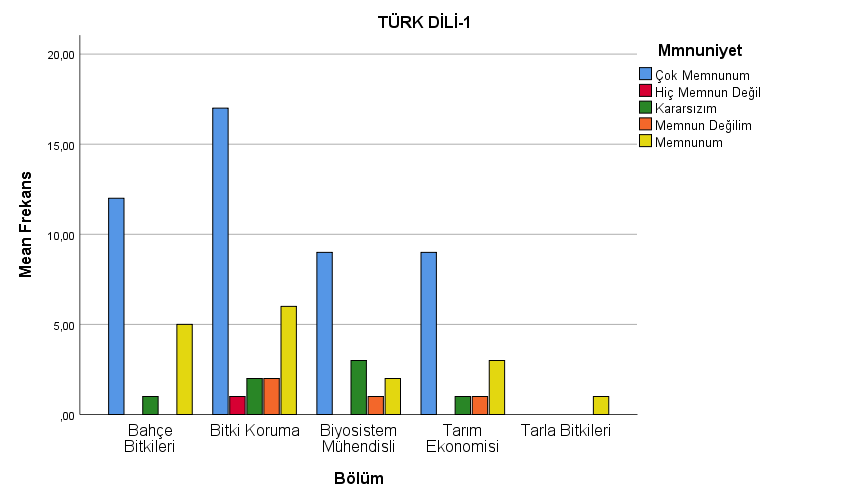 TÜRK DİLİ-1
Mmnuniyet
Çok Memnunum
Hiç Memnun Değil
Kararsızım
Memnun Değilim
Memnunum
Mean Frekans
20,00
15,00
10,00
5,00
,00
Bahçe
Bitkileri
Bitki Koruma
Biyosistem
Mühendisli
Tarım
Ekonomisi
Tarla Bitkileri
Bölüm